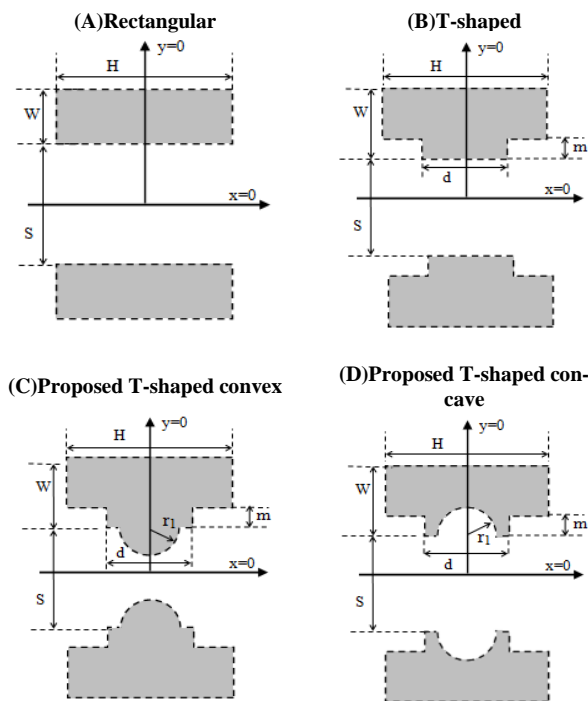 (A)Rectangular
y=0
H
W
x=0
S
(B)T-shaped
y=0
H
W
m
d
x=0
S
(C)Proposed T-shaped convex
y=0
H
W
r1
m
d
x=0
S
(D)Proposed T-shaped con-
cave
y=0
H
W
r1
m
d
x=0
S